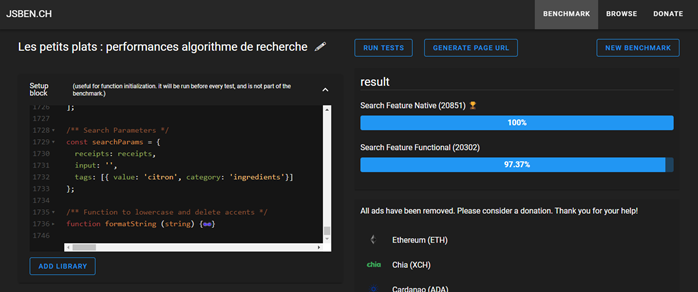 JSBEN.CH
BENCHMARK BROWSE DONATE
Les petits plats : performances algorithme de recherche
RUN TESTS GENERATE PAGE URL NEW BENCHMARK
Setup block
(useful for function initialization. it will be run before every test, and is not part of the benchmark.)
1726 ];
1727
1728 /** Search Parameters */
1729 const searchParams = {
1730 receipts: receipts,
1731 input: '',
1732 tags: [{ value: 'citron', category: 'ingredients'}]
1733 };
1734
1735 /** Function to lowercase and delete accents */
1736 function formatString (string) {↔}
1746
ADD LIBRARY
result
Search Feature Native (20851)
100%
Search Feature Functional (20302)
97.37%
All ads have been removed. Please consider a donation. Thank you for your help!
Ethereum (ETH)
chia Chia (XCH)
Cardanao (ADA)